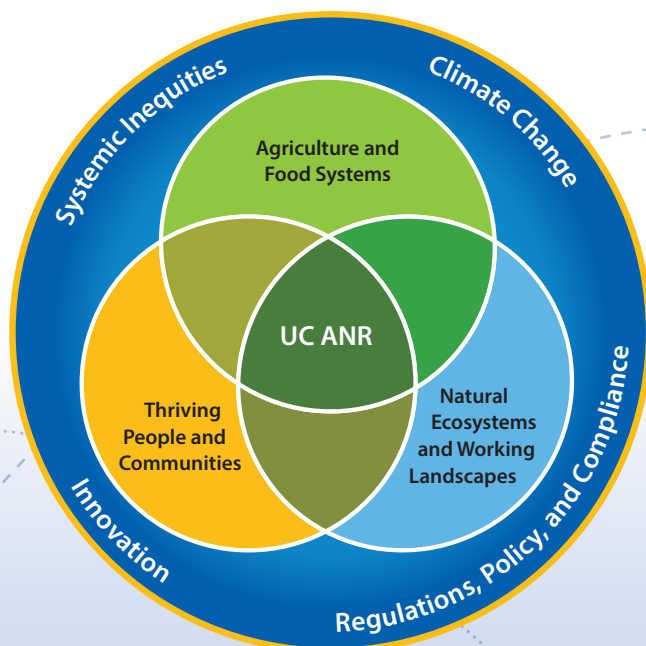 Systemic Inequities
Climate Change
Agriculture and
Food Systems
UC ANR
Thriving
People and
Communities
Natural
Ecosystems
and Working
Landscapes
Innovation
Regulations, Policy, and Compliance